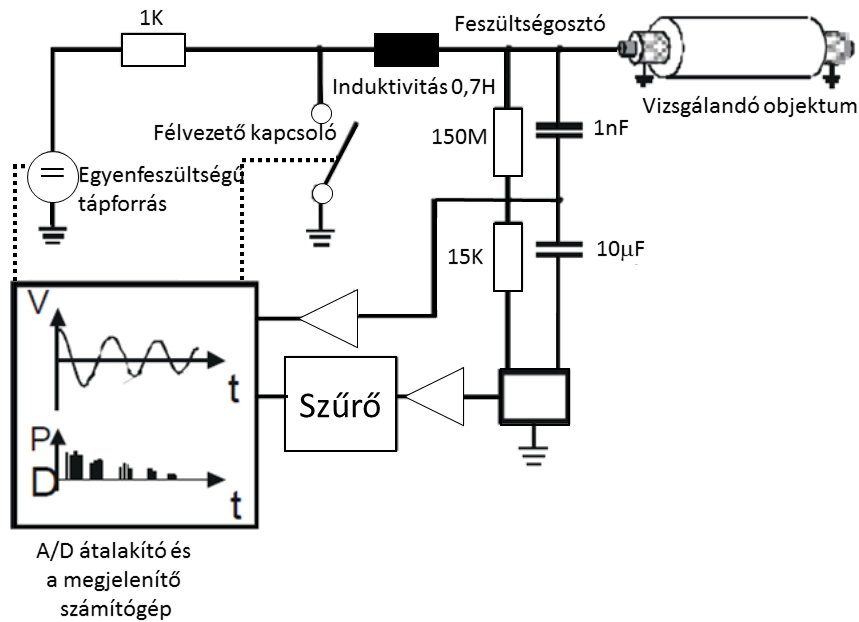 1K
Feszültségosztó
Induktivitás 0,7H
Vizsgálandó objektum
Félvezető kapcsoló
150M
1nF
Egyenfeszültségű
tápforrás
15K
10μF
V
t
Szűrő
P
D
t
A/D átalakító és
a megjelenítő
számítógép